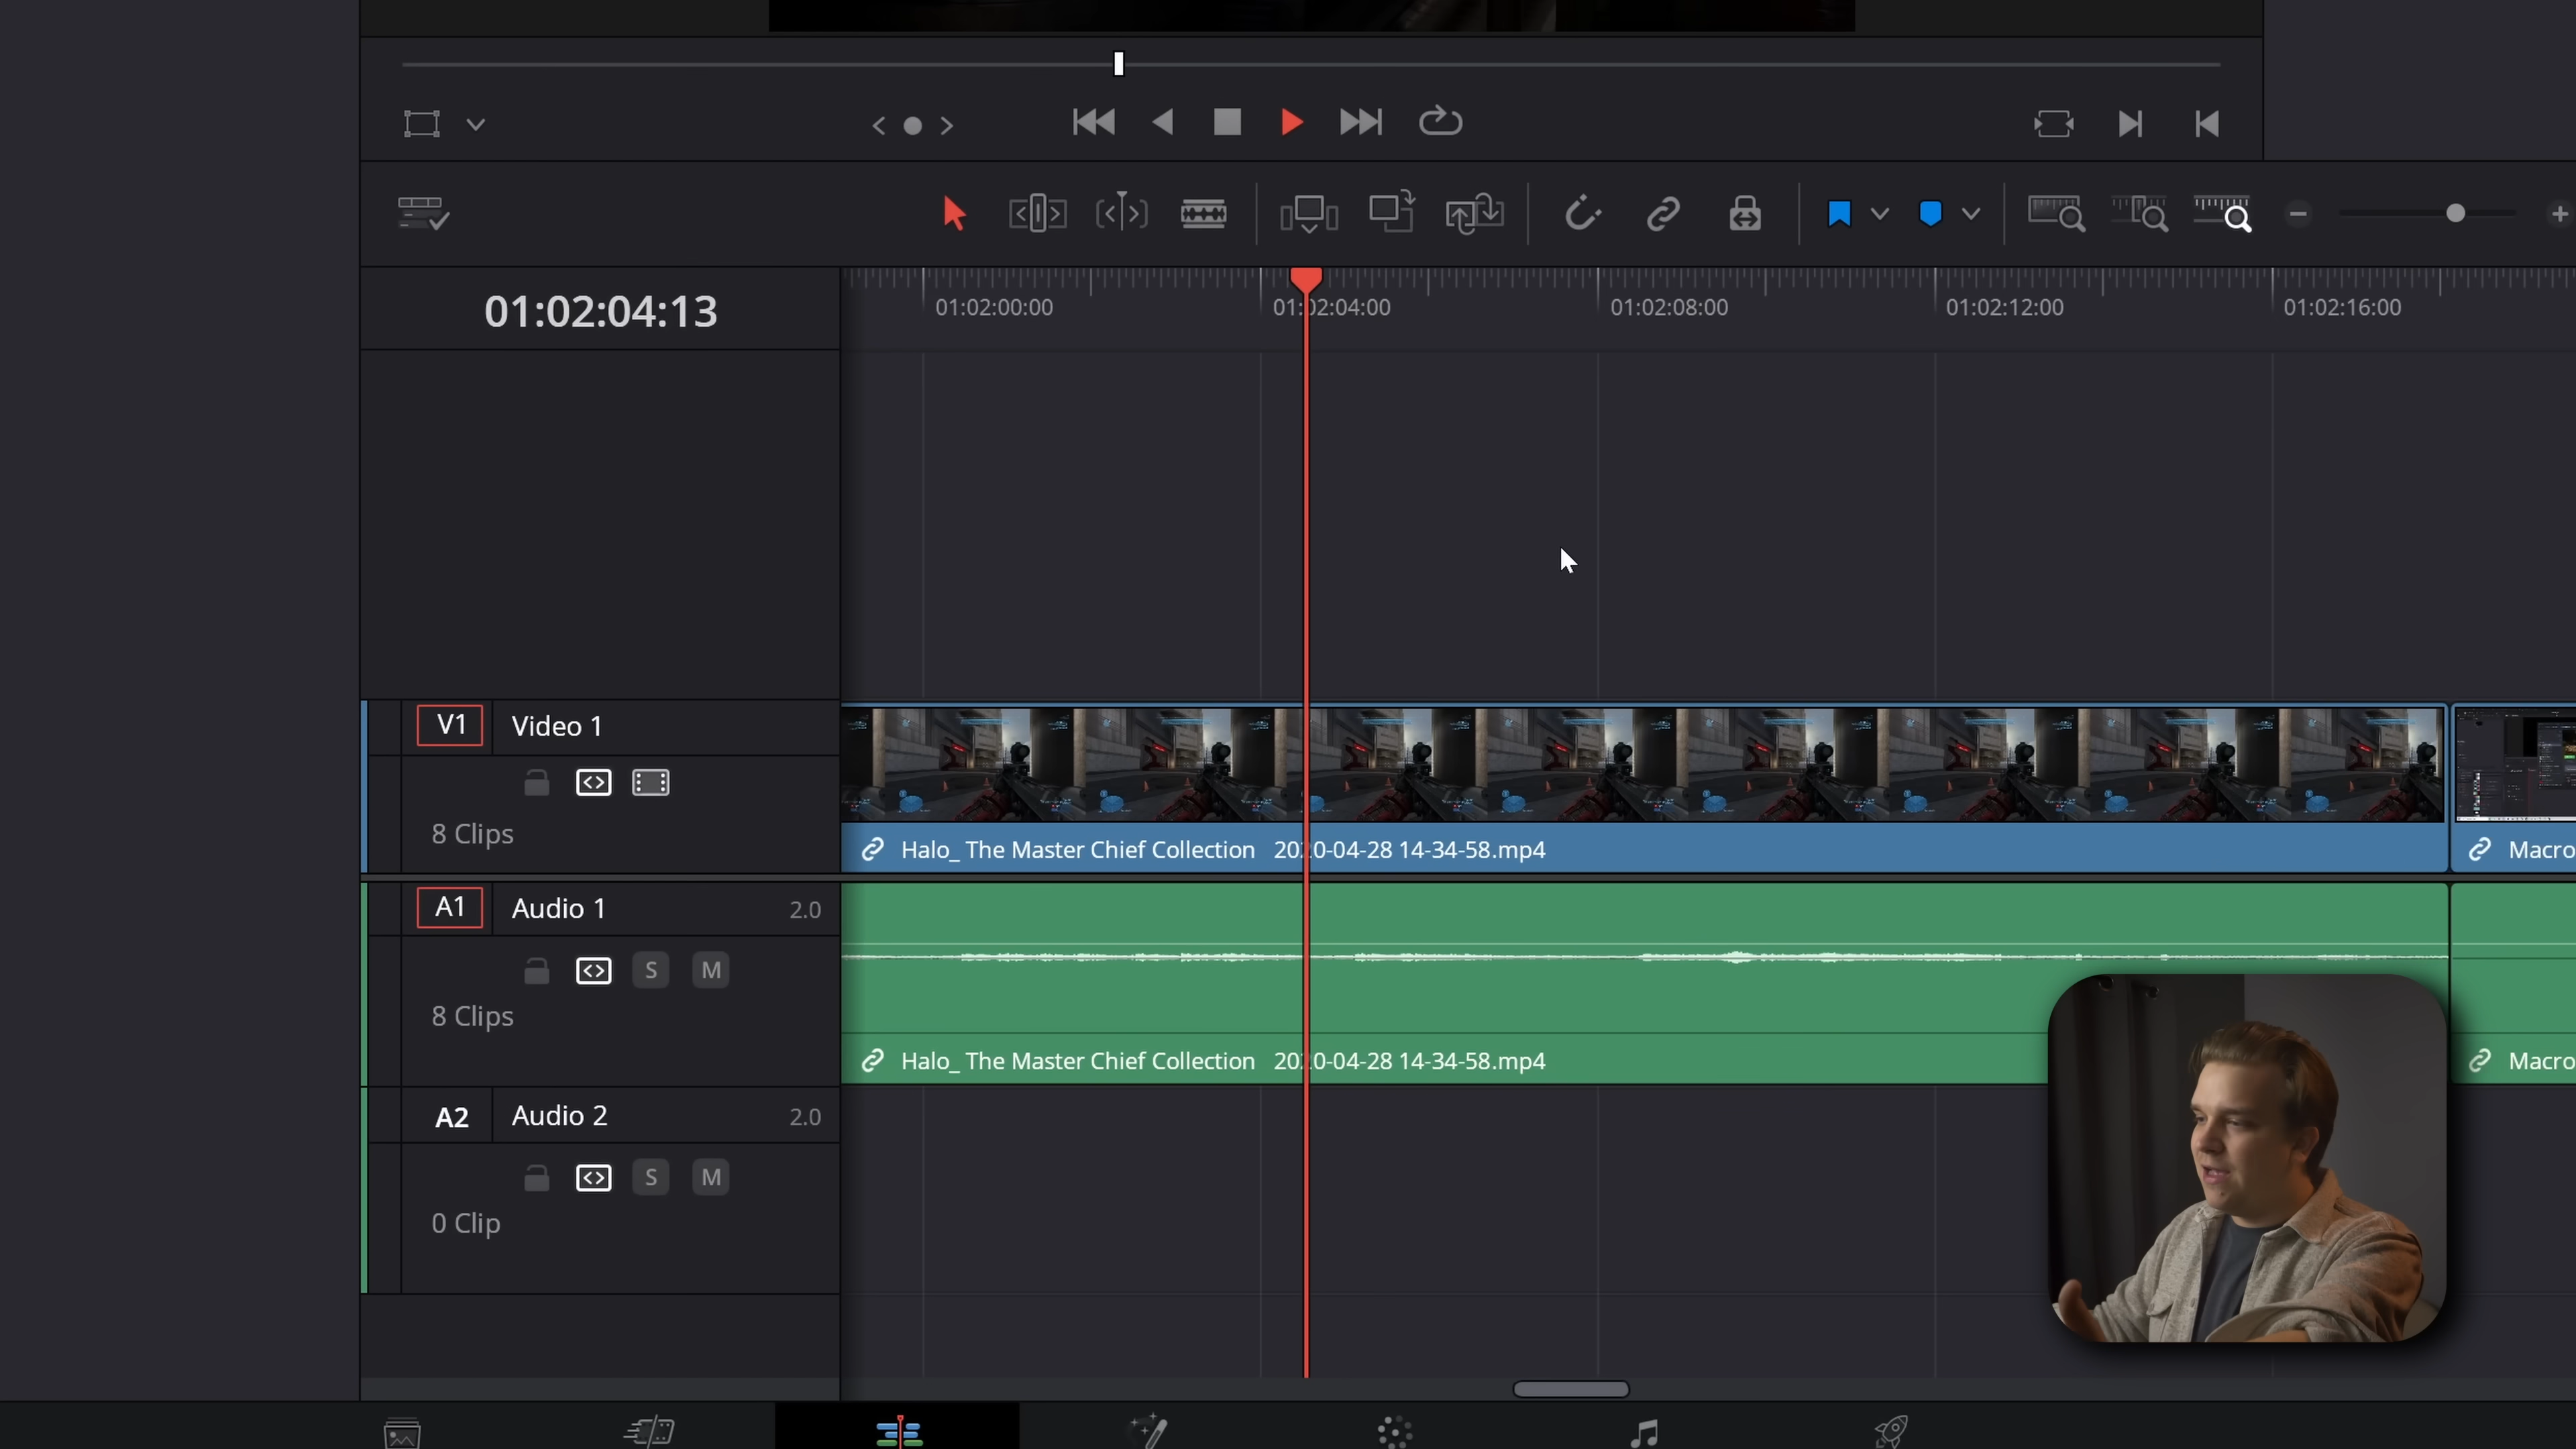 01:02:04:13
01:02:00:00 01:02:04:00 01:02:08:00 01:02:12:00 01:02:16:00
V1 Video 1
8 Clips
Halo_ The Master Chief Collection 2020-04-28 14-34-58.mp4 Macro
A1 Audio 1 2.0
S M
8 Clips
Halo_ The Master Chief Collection 2020-04-28 14-34-58.mp4 Macro
A2 Audio 2 2.0
S M
0 Clip